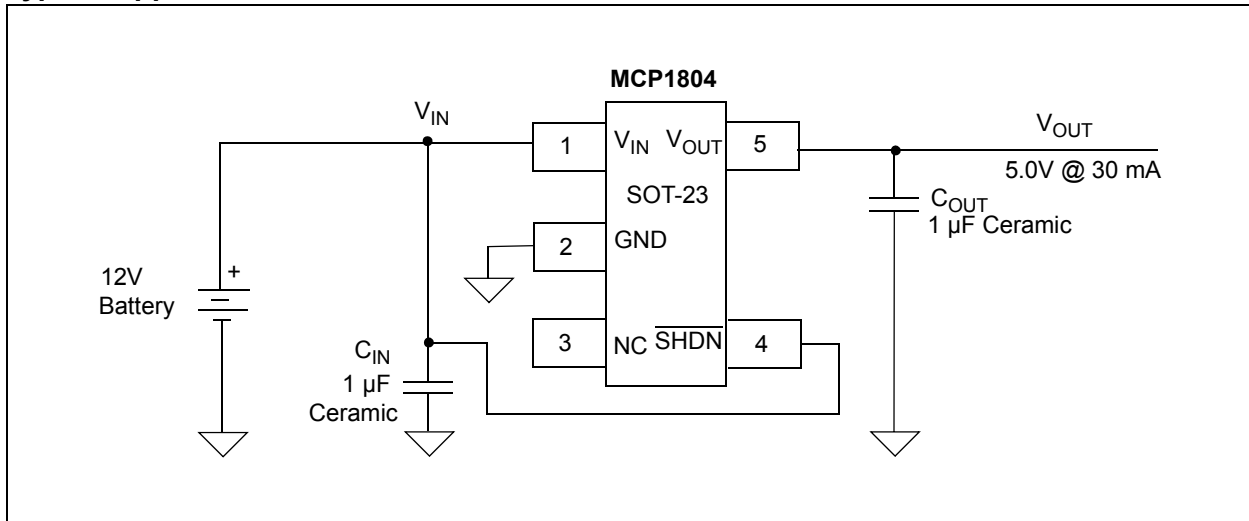 MCP1804
V_IN
1
V_IN V_OUT
5
V_OUT
5.0V @ 30 mA
SOT-23
C_OUT
1 µF Ceramic
2
GND
12V
Battery
+
3
NC SHDN
4
C_IN
1 µF
Ceramic